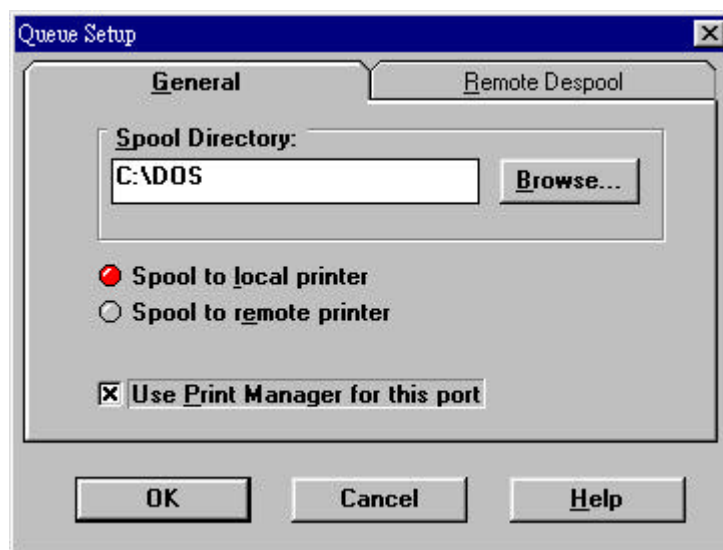 Queue Setup
General
Remote Despool
Spool Directory:
C:\DOS
Browse...
Spool to local printer
Spool to remote printer
Use Print Manager for this port
OK
Cancel
Help